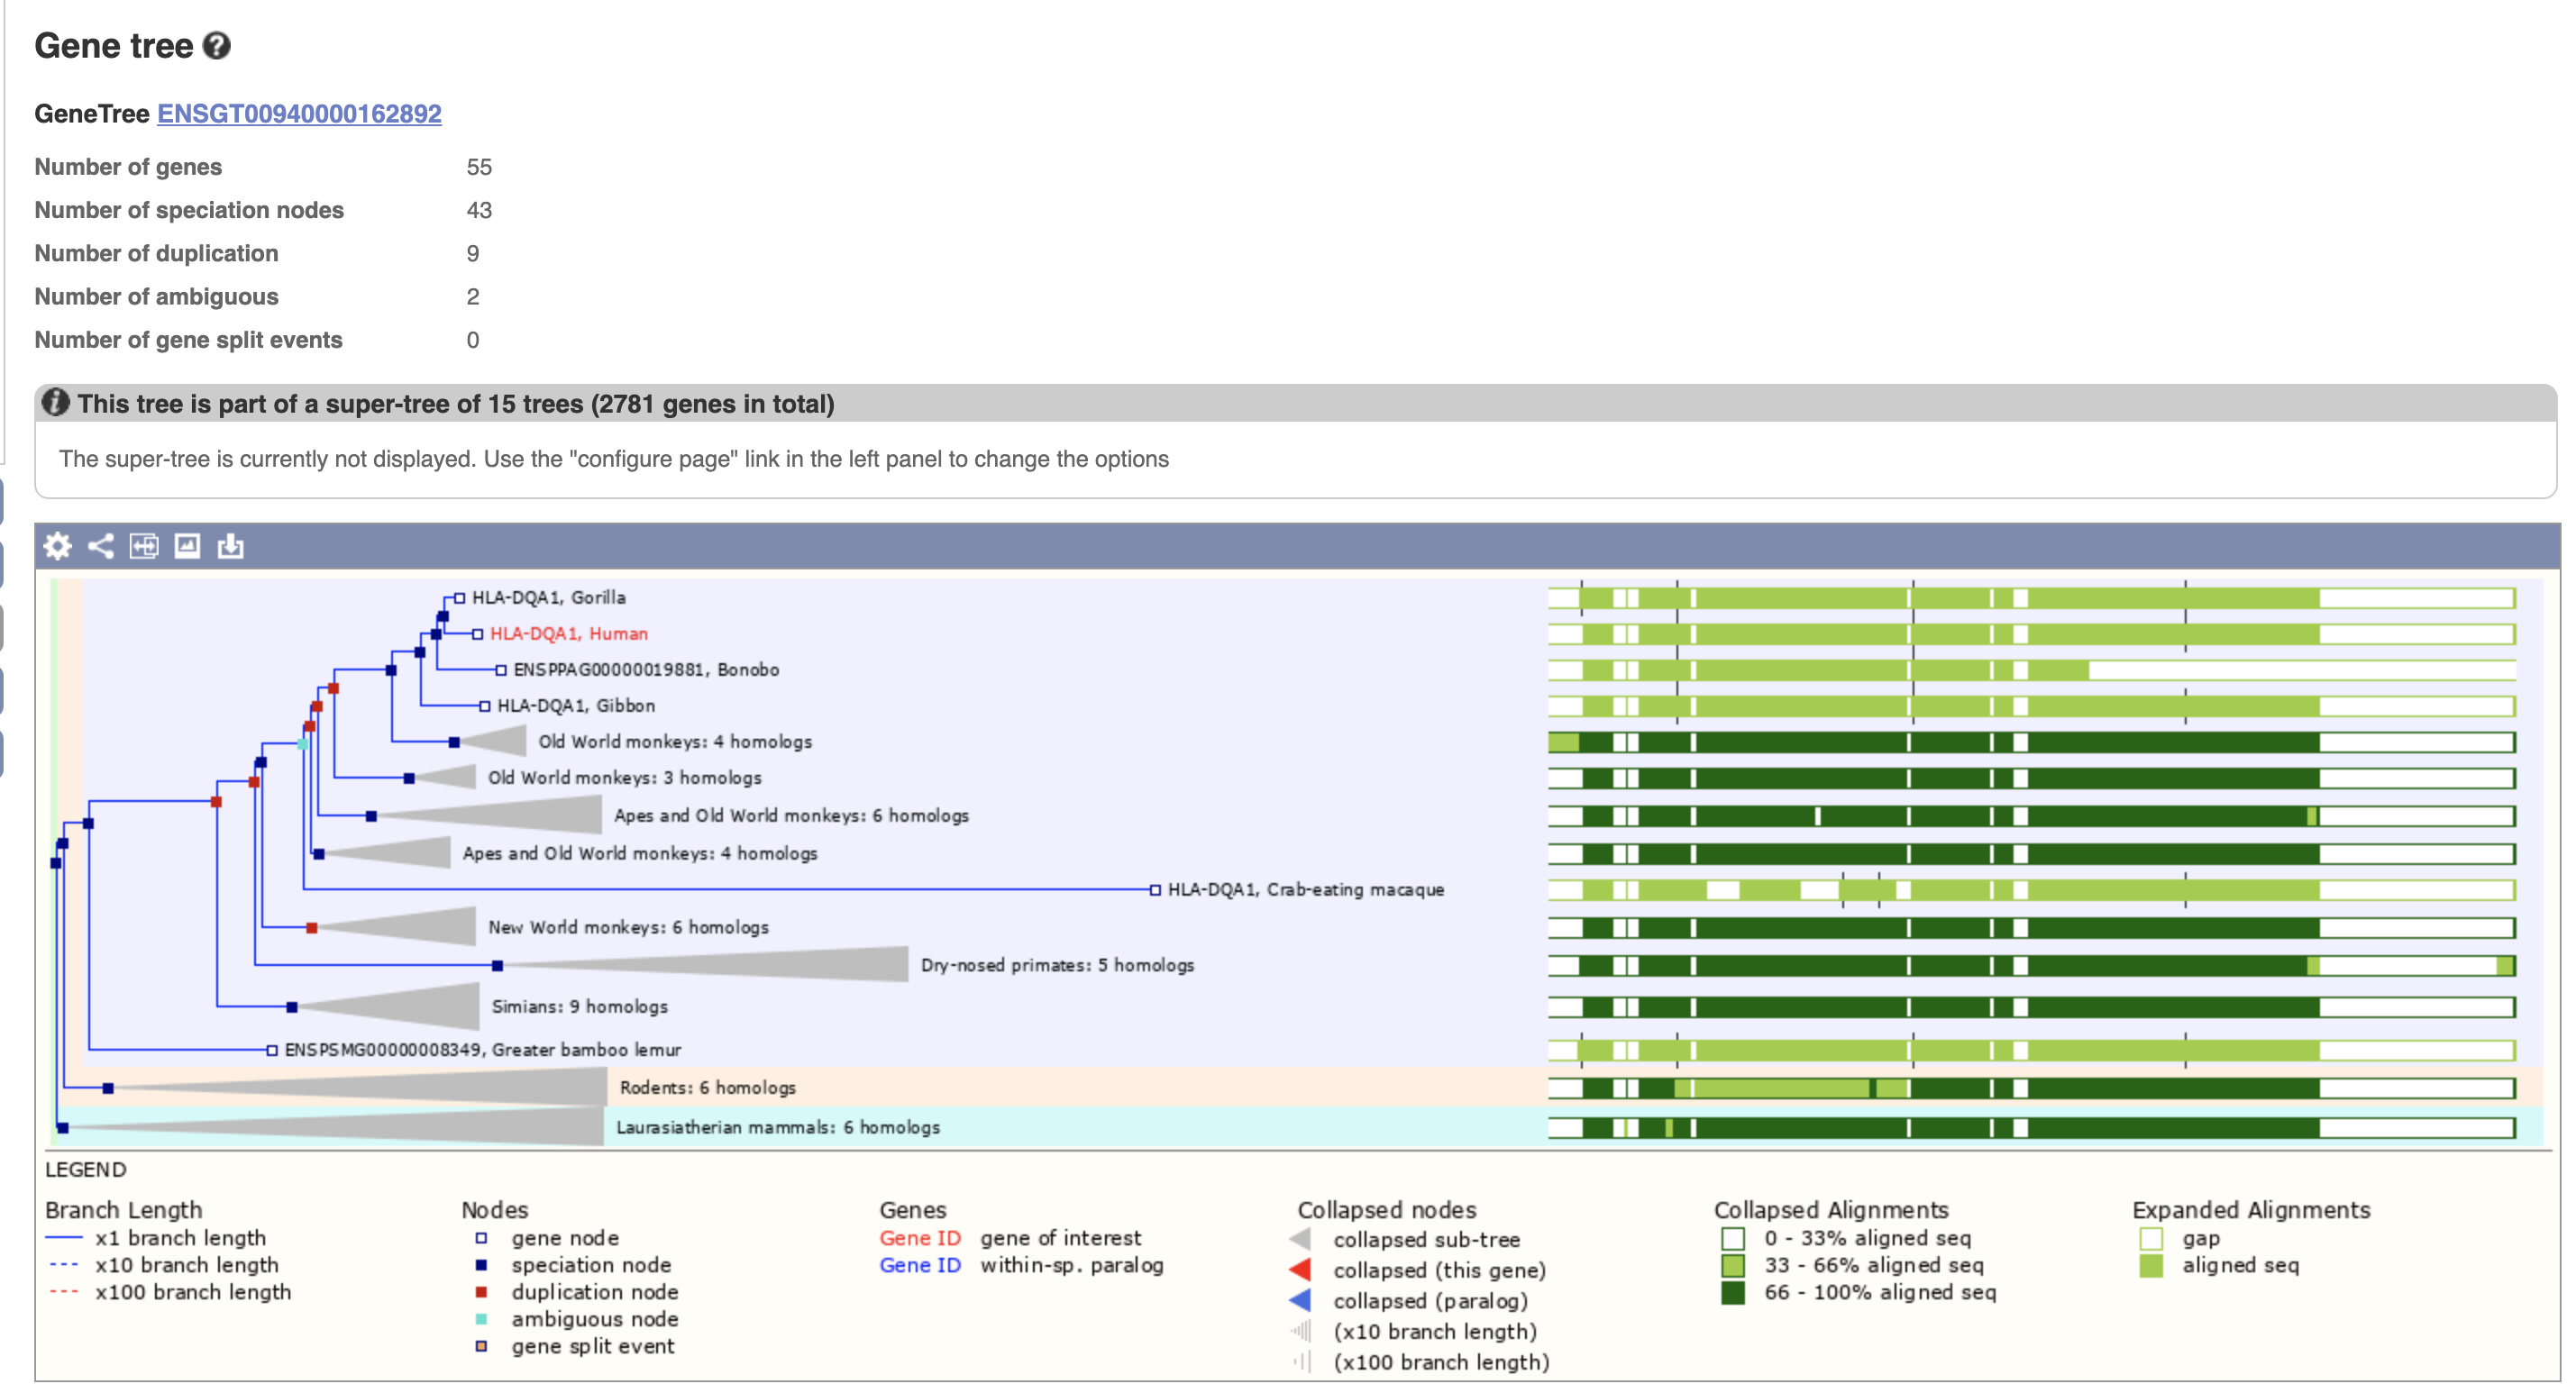 Gene tree ?
GeneTree ENSGT00940000162892
Number of genes 55
Number of speciation nodes 43
Number of duplication 9
Number of ambiguous 2
Number of gene split events 0
i This tree is part of a super-tree of 15 trees (2781 genes in total)
The super-tree is currently not displayed. Use the "configure page" link in the left panel to change the options
HLA-DQA1, Gorilla
HLA-DQA1, Human
ENSPPAG00000019881, Bonobo
HLA-DQA1, Gibbon
Old World monkeys: 4 homologs
Old World monkeys: 3 homologs
Apes and Old World monkeys: 6 homologs
Apes and Old World monkeys: 4 homologs
HLA-DQA1, Crab-eating macaque
New World monkeys: 6 homologs
Dry-nosed primates: 5 homologs
Simians: 9 homologs
ENSPSMG00000008349, Greater bamboo lemur
Rodents: 6 homologs
Laurasiatherian mammals: 6 homologs
LEGEND
Branch Length
x1 branch length
x10 branch length
x100 branch length
Nodes
gene node
speciation node
duplication node
ambiguous node
gene split event
Genes
Gene ID gene of interest
Gene ID within-sp. paralog
Collapsed nodes
collapsed sub-tree
collapsed (this gene)
collapsed (paralog)
(x10 branch length)
(x100 branch length)
Collapsed Alignments
0 - 33% aligned seq
33 - 66% aligned seq
66 - 100% aligned seq
Expanded Alignments
gap
aligned seq